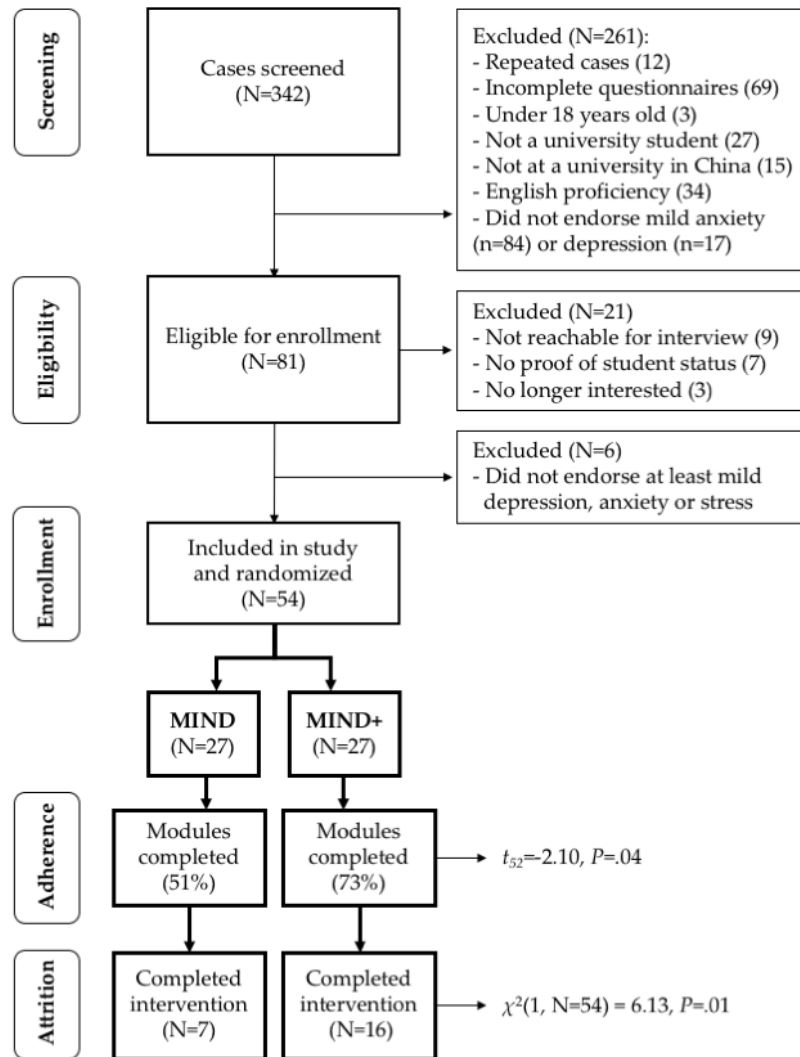 Screening
Cases screened
(N=342)
Excluded (N=261):
- Repeated cases (12)
- Incomplete questionnaires (69)
- Under 18 years old (3)
- Not a university student (27)
- Not at a university in China (15)
- English proficiency (34)
- Did not endorse mild anxiety
(n=84) or depression (n=17)
Eligibility
Eligible for enrollment
(N=81)
Excluded (N=21)
- Not reachable for interview (9)
- No proof of student status (7)
- No longer interested (3)
Excluded (N=6)
- Did not endorse at least mild
depression, anxiety or stress
Enrollment
Included in study
and randomized
(N=54)
MIND
(N=27)
MIND+
(N=27)
Adherence
Modules
completed
(51%)
Modules
completed
(73%)
t₅₂=-2.10, P=.04
Attrition
Completed
intervention
(N=7)
Completed
intervention
(N=16)
χ²(1, N=54) = 6.13, P=.01